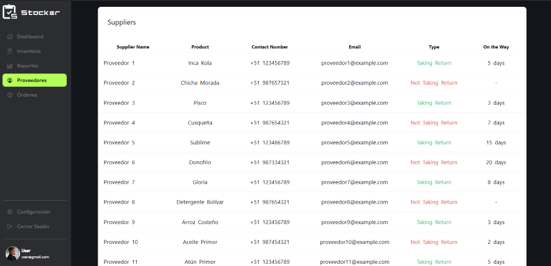 Stocker
Dashboard
Inventario
Reportes
Proveedores
Órdenes
Configuración
Cerrar Sesión
User
user@gmail.com
Suppliers
Supplier Name Product Contact Number Email Type On the Way
Proveedor 1 Inca Kola +51 123456789 proveedor1@example.com Taking Return 5 days
Proveedor 2 Chicha Morada +51 987657321 proveedor2@example.com Not Taking Return -
Proveedor 3 Pisco +51 123456789 proveedor3@example.com Taking Return 3 days
Proveedor 4 Cusqueña +51 987654321 proveedor4@example.com Not Taking Return 7 days
Proveedor 5 Sublime +51 123486789 proveedor5@example.com Taking Return 15 days
Proveedor 6 Donofrio +51 987334321 proveedor6@example.com Not Taking Return 20 days
Proveedor 7 Gloria +51 123456789 proveedor7@example.com Taking Return 8 days
Proveedor 8 Detergente Bolívar +51 987654321 proveedor8@example.com Not Taking Return -
Proveedor 9 Arroz Costeño +51 123456789 proveedor9@example.com Taking Return 3 days
Proveedor 10 Aceite Primor +51 987454321 proveedor10@example.com Not Taking Return 2 days
Proveedor 11 Atún Primor +51 123456789 proveedor11@example.com Taking Return 5 days